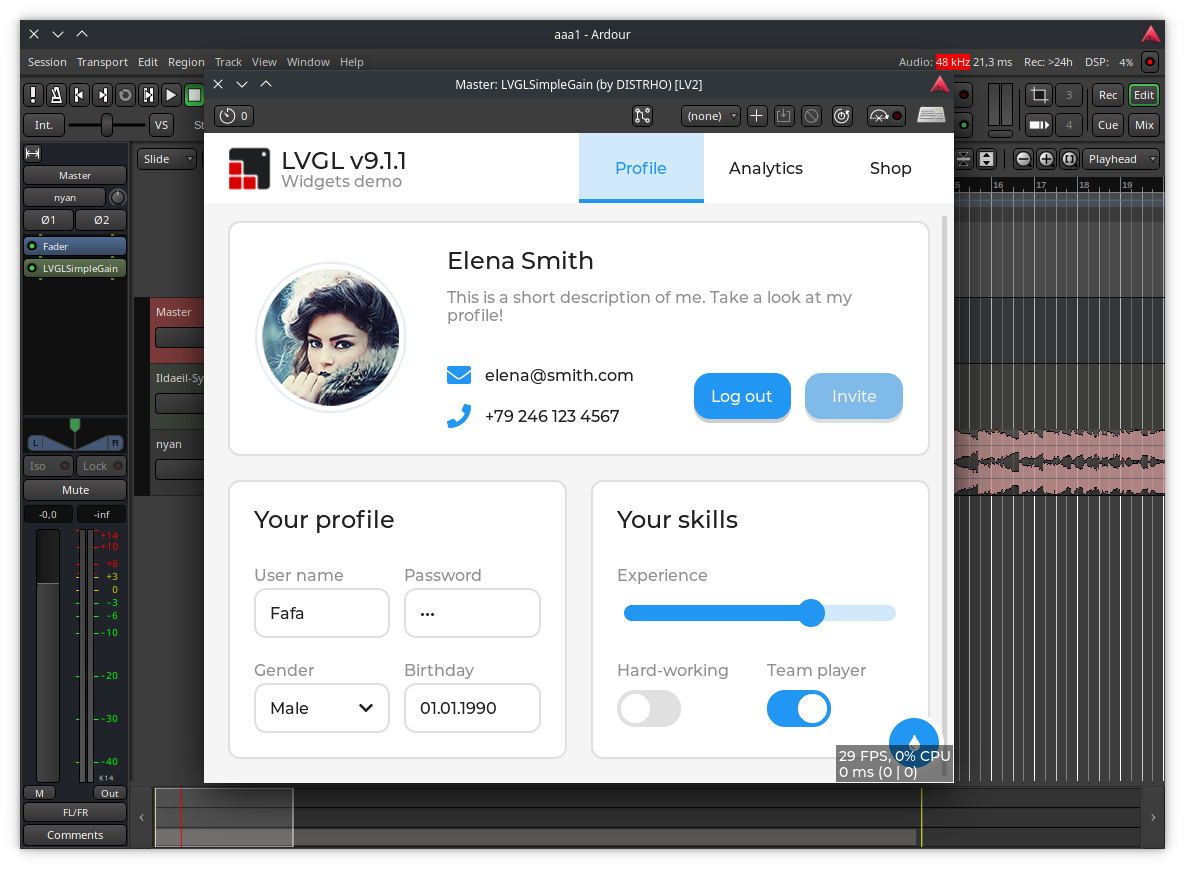 aaa1 - Ardour
Session Transport Edit Region Track View Window Help
Audio: 48 kHz 21,3 ms Rec: >24h DSP: 4%
Master: LVGLSimpleGain (by DISTRHO) [LV2]
0
(none)
3
Rec
Edit
Int.
VS
4
Cue
Mix
Slide
Playhead
LVGL v9.1.1
Widgets demo
Profile
Analytics
Shop
Master
nyan
Ø1
Ø2
Fader
LVGLSimpleGain
16 17 18 19
Master
Ildaeil-Sy
nyan
Elena Smith
This is a short description of me. Take a look at my
profile!
elena@smith.com
+79 246 123 4567
Log out
Invite
L
R
Iso
Lock
Mute
-0,0
-inf
+14
+10
+6
+3
0
-3
-6
-10
-20
-30
-40
K14
M
Out
FL/FR
Comments
Your profile
User name
Password
Fafa
•••
Gender
Birthday
Male
01.01.1990
Your skills
Experience
Hard-working
Team player
29 FPS, 0% CPU
0 ms (0 | 0)